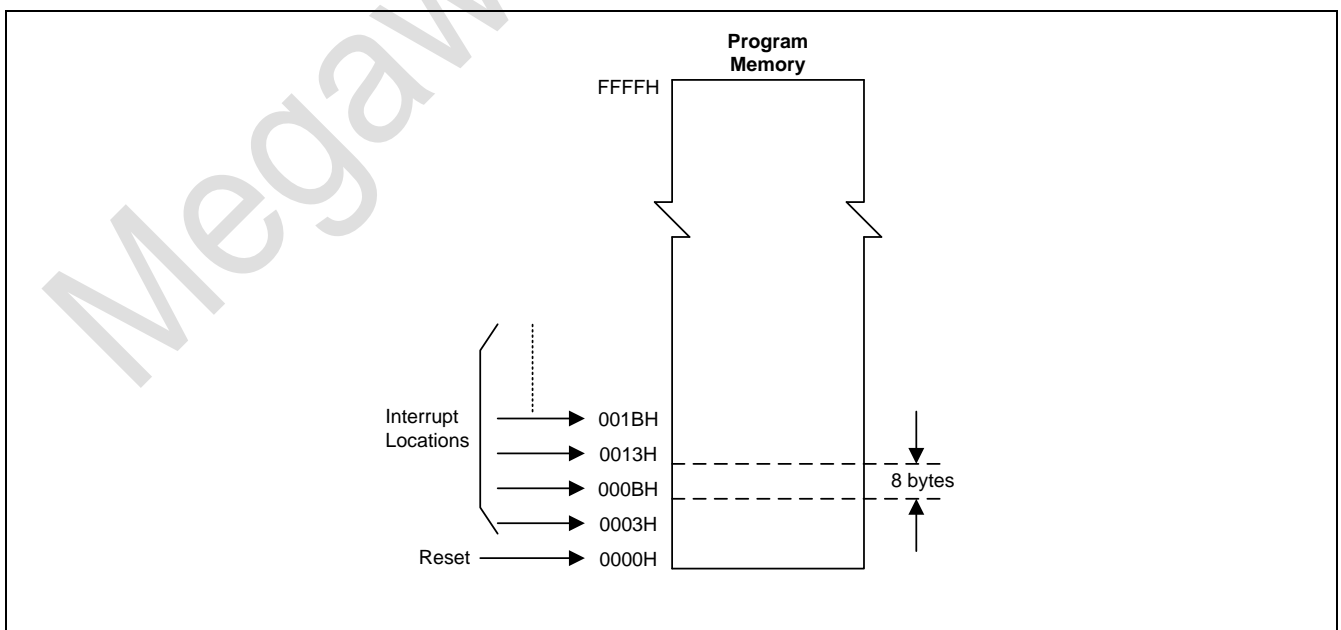 Program
Memory
FFFFH
Interrupt
Locations
001BH
0013H
000BH
0003H
Reset
0000H
8 bytes